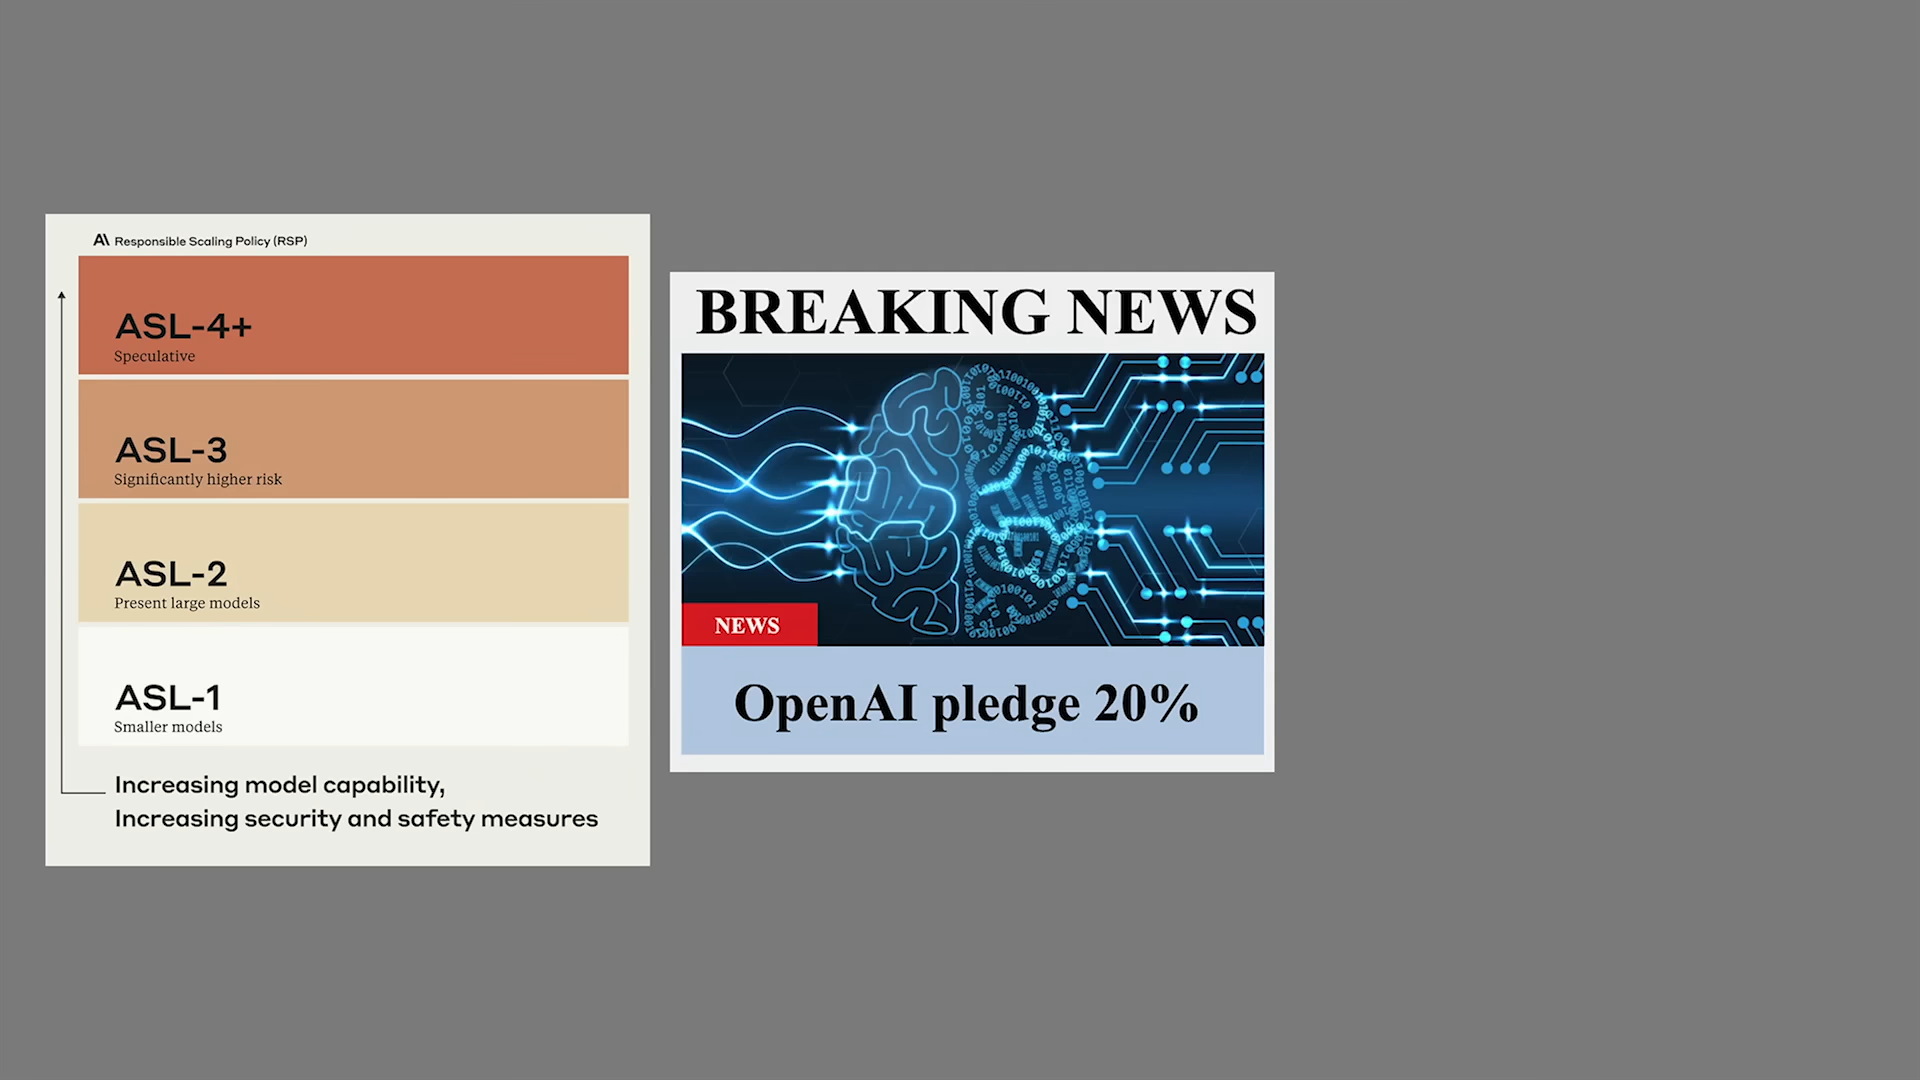 Responsible Scaling Policy (RSP)
ASL-4+
Speculative
ASL-3
Significantly higher risk
ASL-2
Present large models
ASL-1
Smaller models
Increasing model capability,
Increasing security and safety measures
BREAKING NEWS
NEWS
OpenAI pledge 20%